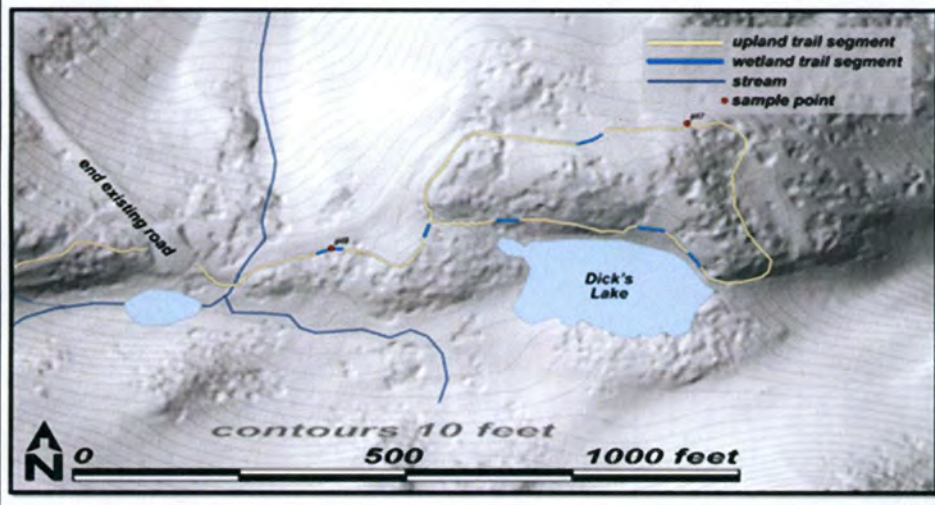 upland trail segment
wetland trail segment
stream
sample point
end existing road
Dick's
Lake
contours 10 feet
N
0 500 1000 feet